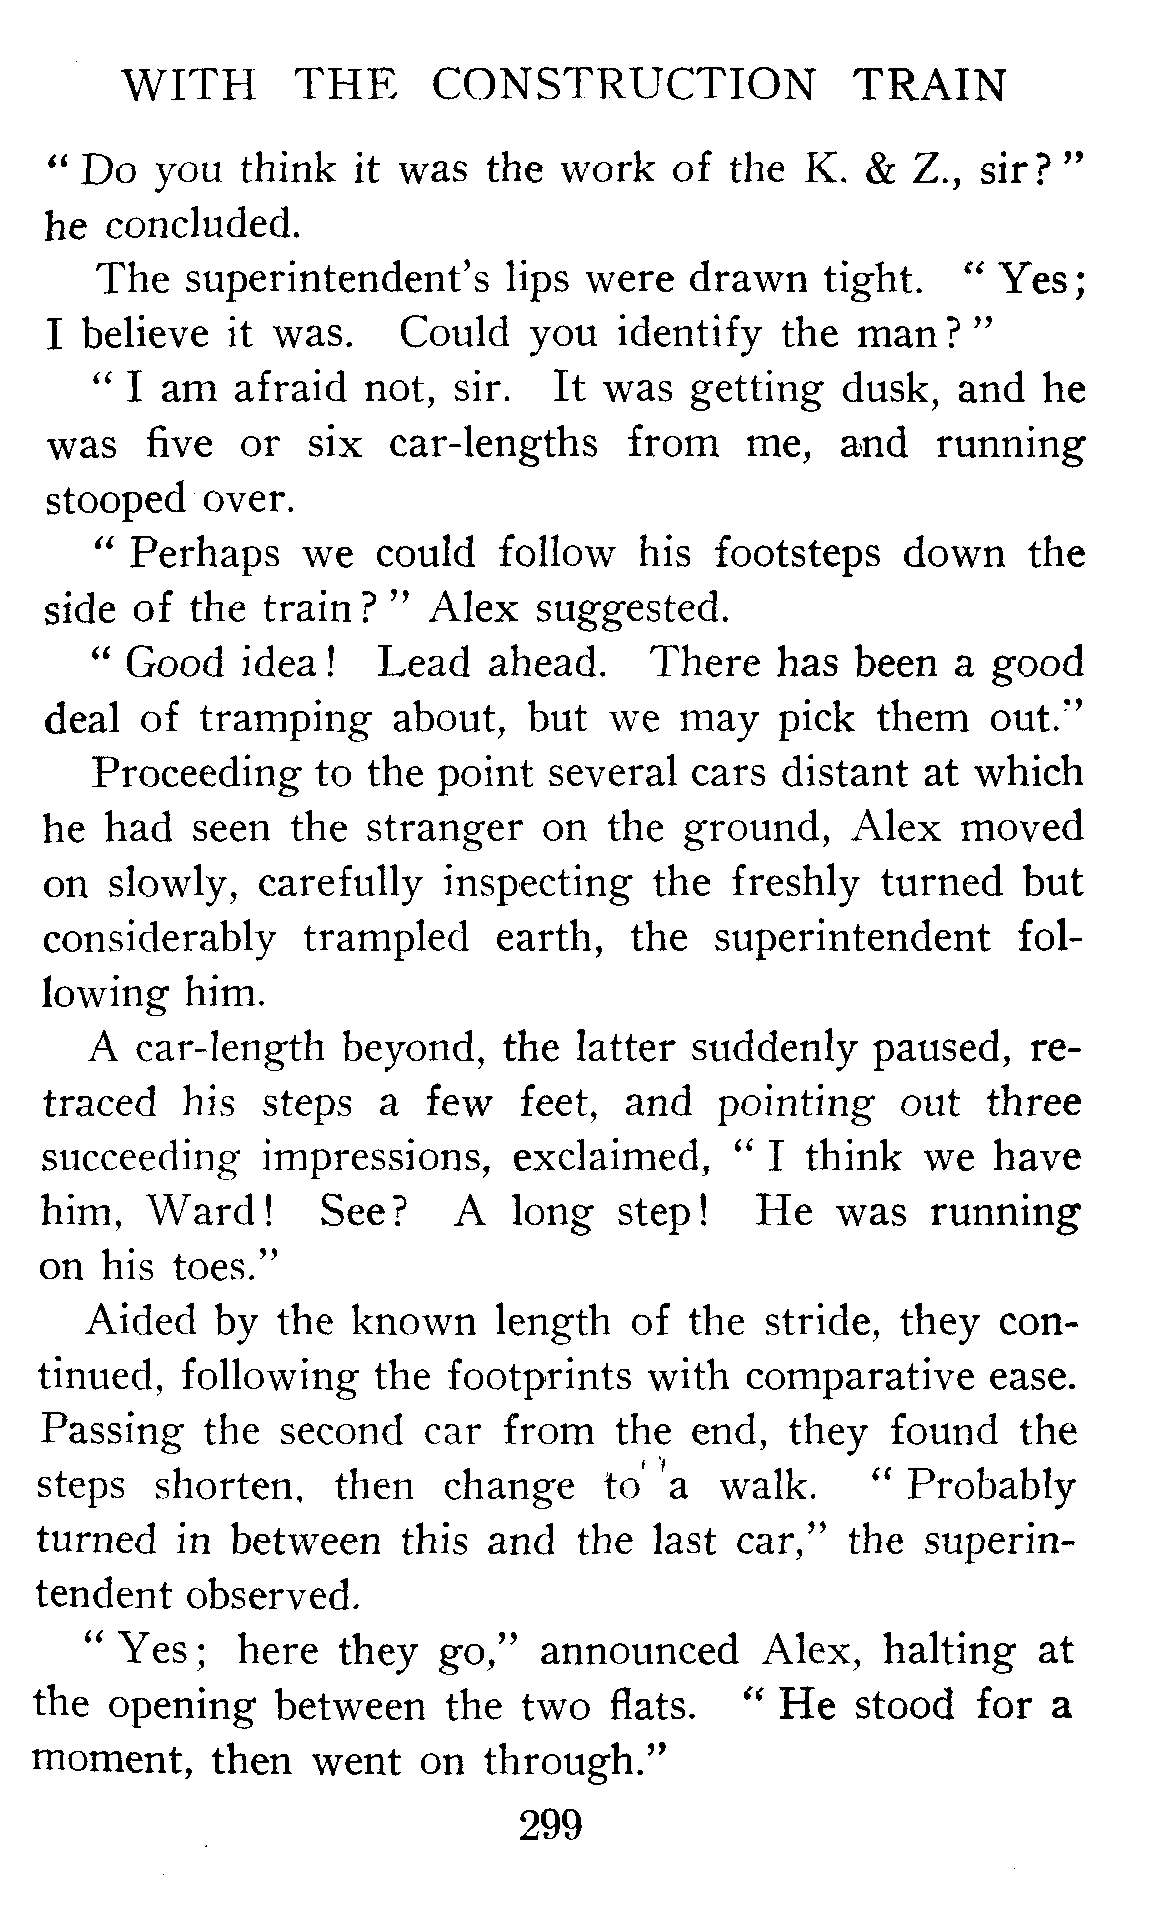 WITH THE CONSTRUCTION TRAIN
" Do you think it was the work of the K. & Z., sir? "
he concluded.
The superintendent's lips were drawn tight. " Yes;
I believe it was. Could you identify the man? "
" I am afraid not, sir. It was getting dusk, and he
was five or six car-lengths from me, and running
stooped over.
" Perhaps we could follow his footsteps down the
side of the train? " Alex suggested.
" Good idea! Lead ahead. There has been a good
deal of tramping about, but we may pick them out."
Proceeding to the point several cars distant at which
he had seen the stranger on the ground, Alex moved
on slowly, carefully inspecting the freshly turned but
considerably trampled earth, the superintendent fol-
lowing him.
A car-length beyond, the latter suddenly paused, re-
traced his steps a few feet, and pointing out three
succeeding impressions, exclaimed, " I think we have
him, Ward! See? A long step! He was running
on his toes."
Aided by the known length of the stride, they con-
tinued, following the footprints with comparative ease.
Passing the second car from the end, they found the
steps shorten, then change to a walk. " Probably
turned in between this and the last car," the superin-
tendent observed.
" Yes; here they go," announced Alex, halting at
the opening between the two flats. " He stood for a
moment, then went on through."
299